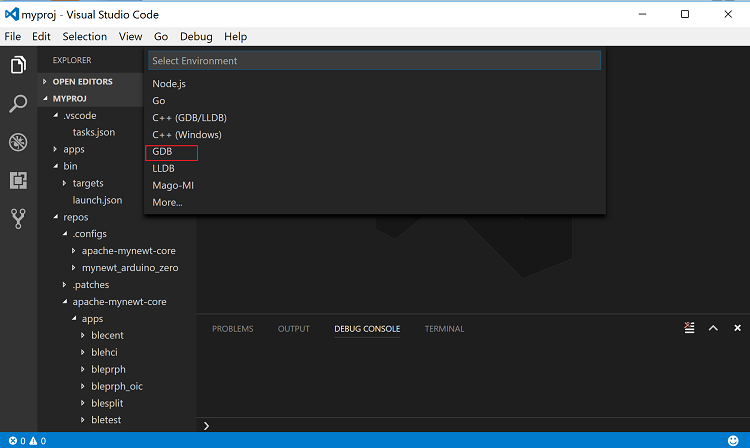 myproj - Visual Studio Code
File Edit Selection View Go Debug Help
EXPLORER
OPEN EDITORS
MYPROJ
.vscode
tasks.json
apps
bin
targets
launch.json
repos
.configs
apache-mynewt-core
mynewt_arduino_zero
.patches
apache-mynewt-core
apps
blecent
blehci
bleprph
bleprph_oic
blesplit
bletest
Select Environment
Node.js
Go
C++ (GDB/LLDB)
C++ (Windows)
GDB
LLDB
Mago-MI
More...
PROBLEMS OUTPUT DEBUG CONSOLE TERMINAL
0 0